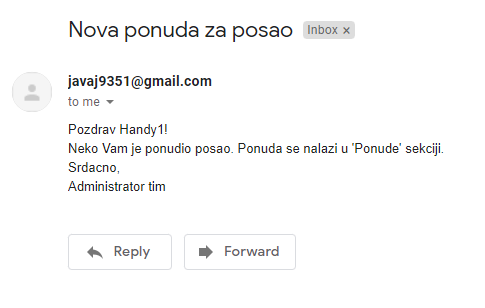 Nova ponuda za posao Inbox ×
javaj9351@gmail.com
to me
Pozdrav Handy1!
Neko Vam je ponudio posao. Ponuda se nalazi u 'Ponude' sekciji.
Srdacno,
Administrator tim
Reply Forward